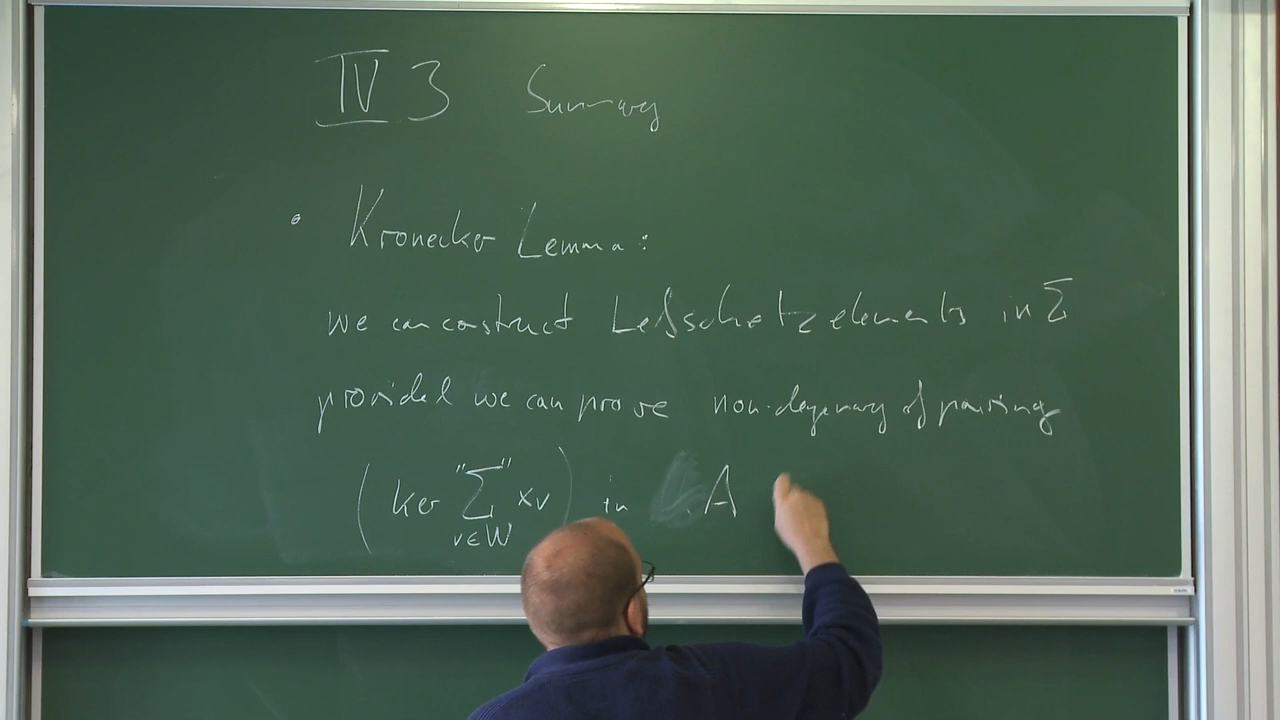 IV 3 Summary
• Kronecker Lemma:
we can construct Lefschetz elements in Σ
provided we can prove non-degeneracy of pairing
(ker "Σ" xv) in A
v∈W